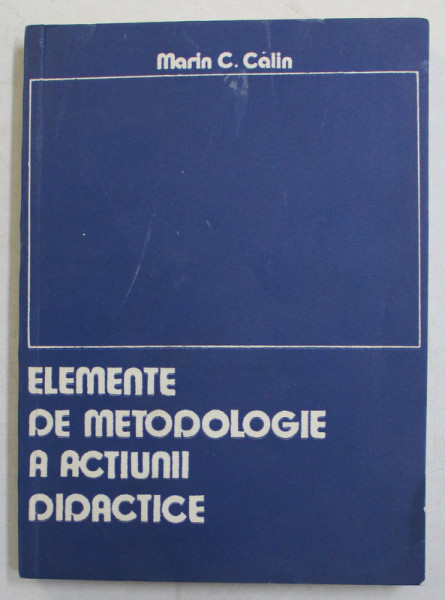 Marin C. Călin
ELEMENTE
DE METODOLOGIE
A ACTIUNII
DIDACTICE